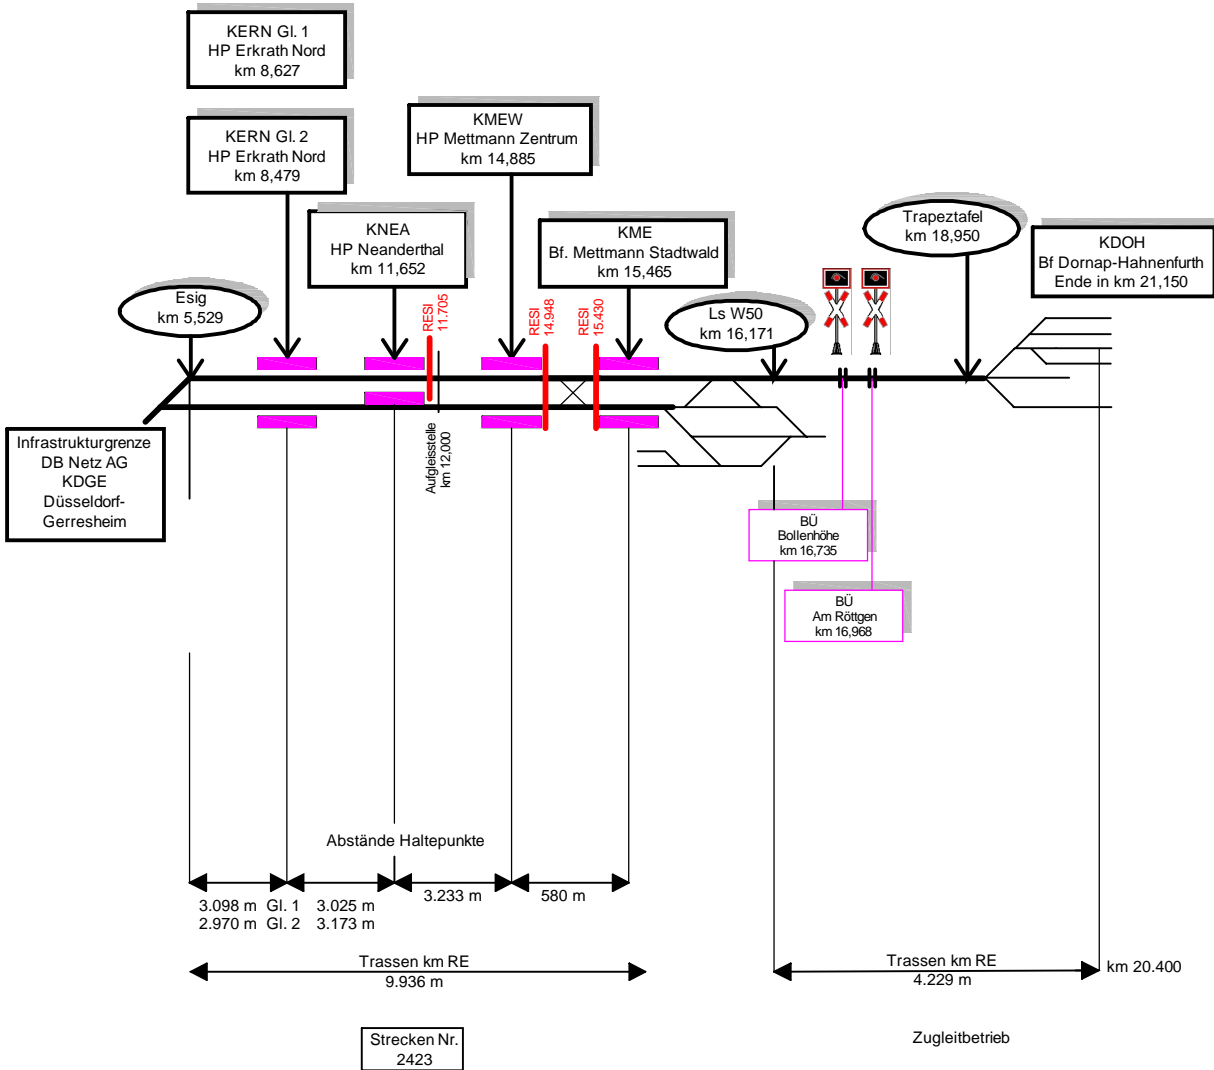 KERN Gl. 1
HP Erkrath Nord
km 8,627
KERN Gl. 2
HP Erkrath Nord
km 8,479
KMEW
HP Mettmann Zentrum
km 14,885
KNEA
HP Neanderthal
km 11,652
KME
Bf. Mettmann Stadtwald
km 15,465
Trapeztafel
km 18,950
KDOH
Bf Dornap-Hahnenfurth
Ende in km 21,150
Esig
km 5,529
RESI
11.705
RESI
14.948
RESI
15.430
Ls W50
km 16,171
Infrastrukturgrenze
DB Netz AG
KDGE
Düsseldorf-
Gerresheim
Aufgleisstelle
km 12,000
BÜ
Bollenhöhe
km 16,735
BÜ
Am Röttgen
km 16,968
Abstände Haltepunkte
3.098 m Gl. 1 3.025 m
2.970 m Gl. 2 3.173 m
3.233 m
580 m
Trassen km RE
9.936 m
Trassen km RE
4.229 m
km 20.400
Strecken Nr.
2423
Zugleitbetrieb